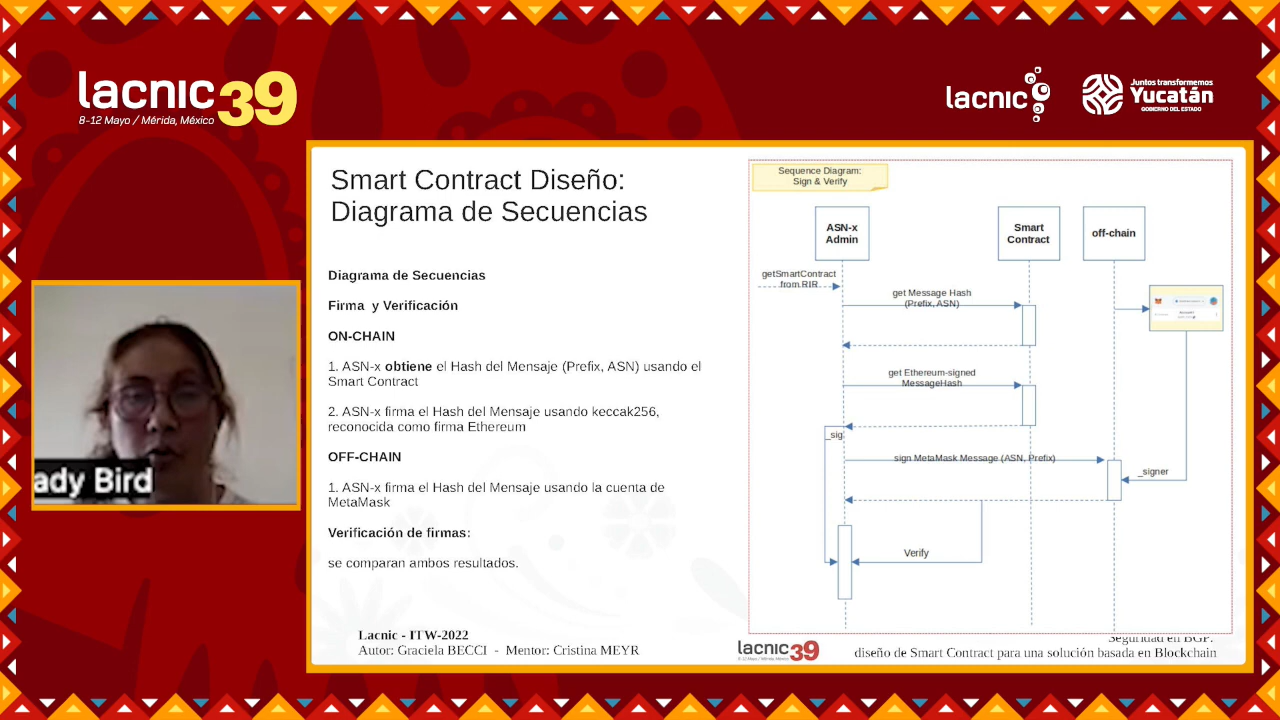 lacnic39
8-12 Mayo / Mérida, México
lacnic
Juntos transformemos
Yucatán
GOBIERNO DEL ESTADO
Smart Contract Diseño:
Diagrama de Secuencias
Diagrama de Secuencias
Firma y Verificación
ON-CHAIN
1. ASN-x obtiene el Hash del Mensaje (Prefix, ASN) usando el
Smart Contract
2. ASN-x firma el Hash del Mensaje usando keccak256,
reconocida como firma Ethereum
OFF-CHAIN
1. ASN-x firma el Hash del Mensaje usando la cuenta de
MetaMask
Verificación de firmas:
se comparan ambos resultados.
Sequence Diagram:
Sign & Verify
ASN-x
Admin
Smart
Contract
off-chain
getSmartContract
from RIR
get Message Hash
(Prefix, ASN)
get Ethereum-signed
MessageHash
_sig
sign MetaMask Message (ASN, Prefix)
_signer
Verify
ady Bird
Lacnic - ITW-2022
Autor: Graciela BECCI - Mentor: Cristina MEYR
lacnic39
Seguridad en BGP:
diseño de Smart Contract para una solución basada en Blockchain